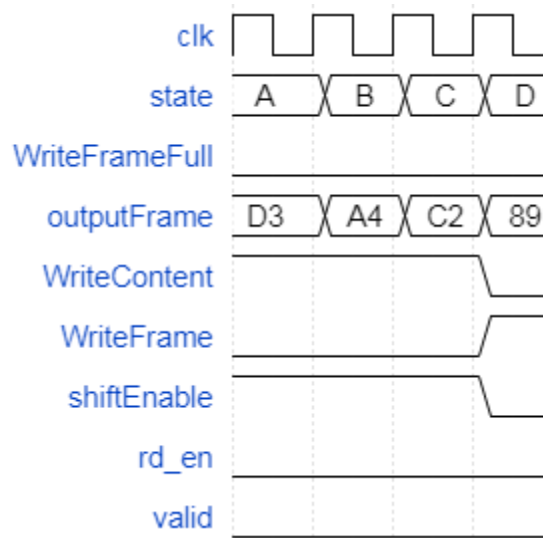 clk
state A B C D
WriteFrameFull
outputFrame D3 A4 C2 89
WriteContent
WriteFrame
shiftEnable
rd_en
valid